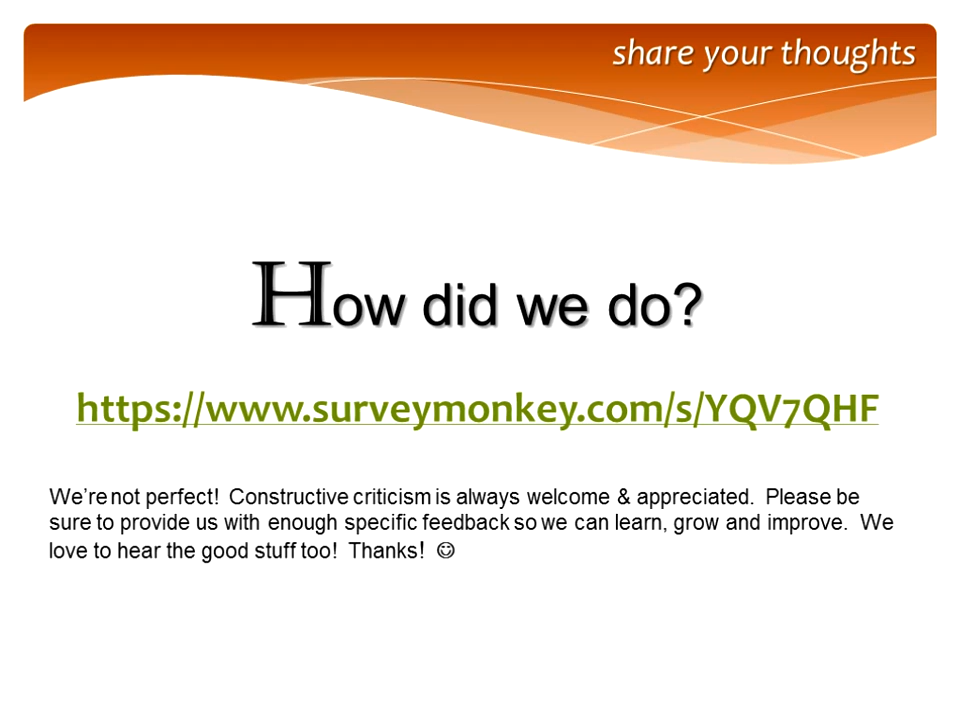 share your thoughts
How did we do?
https://www.surveymonkey.com/s/YQV7QHF
We’re not perfect!  Constructive criticism is always welcome & appreciated.  Please be
sure to provide us with enough specific feedback so we can learn, grow and improve.  We
love to hear the good stuff too!  Thanks!  ☺